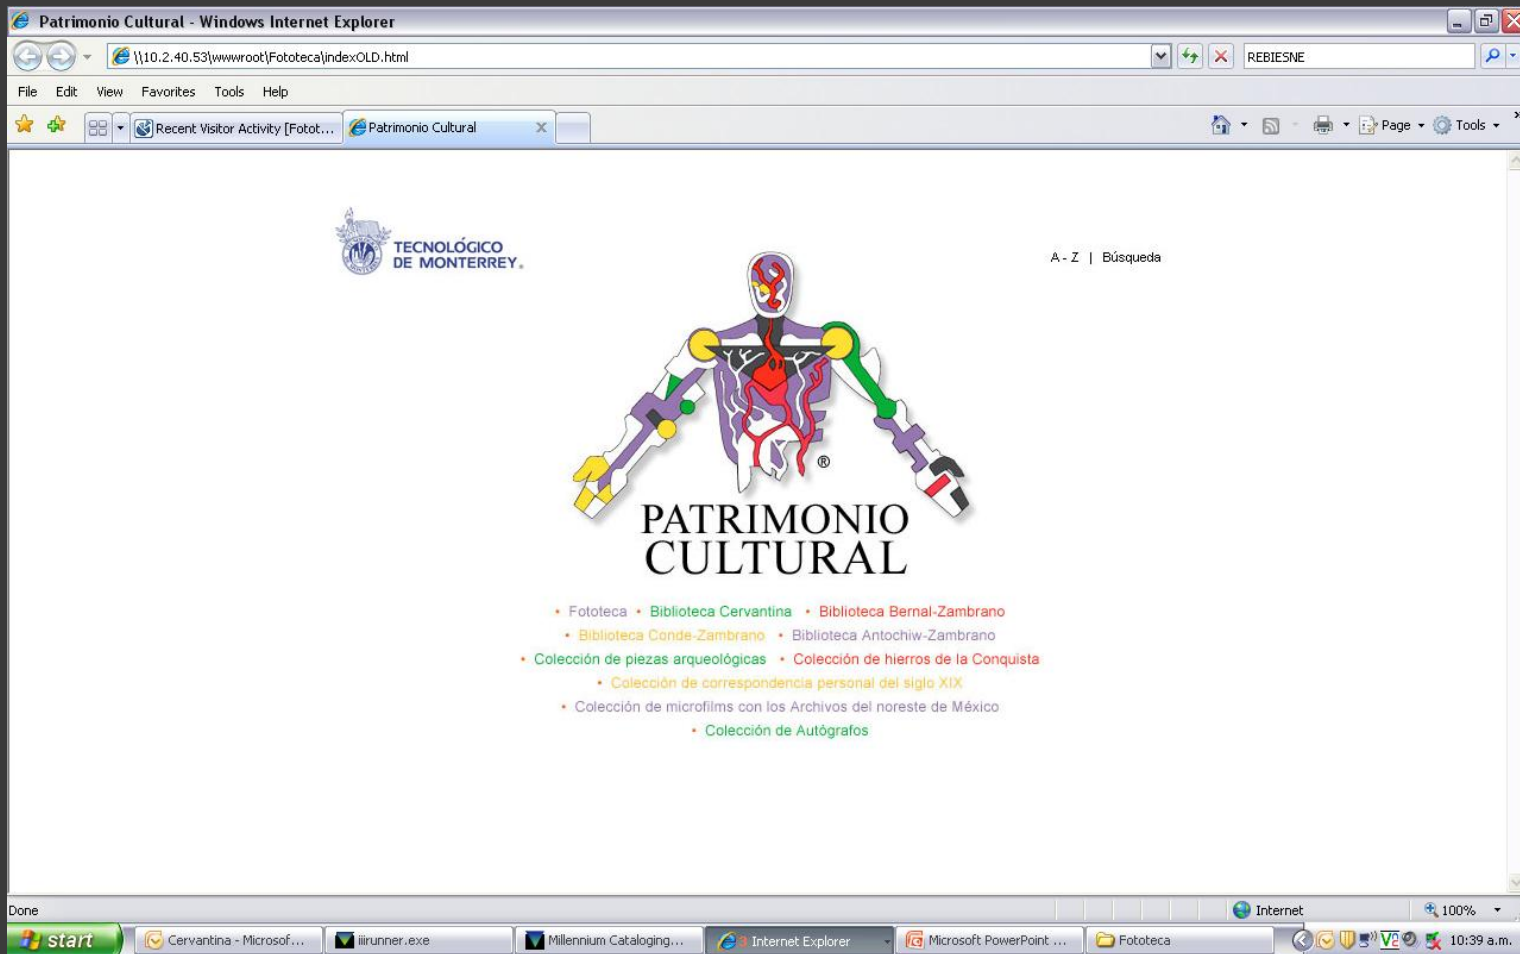 Patrimonio Cultural - Windows Internet Explorer
\\10.2.40.53\wwwroot\Fototeca\indexOLD.html
REBIESNE
File Edit View Favorites Tools Help
Recent Visitor Activity [Fotot...
Patrimonio Cultural
Page
Tools
TECNOLÓGICO
DE MONTERREY®
A - Z | Búsqueda
®
PATRIMONIO
CULTURAL
• Fototeca • Biblioteca Cervantina • Biblioteca Bernal-Zambrano
• Biblioteca Conde-Zambrano • Biblioteca Antochiw-Zambrano
• Colección de piezas arqueológicas • Colección de hierros de la Conquista
• Colección de correspondencia personal del siglo XIX
• Colección de microfilms con los Archivos del noreste de México
• Colección de Autógrafos
Done
Internet
100%
start
Cervantina - Microsof...
iiirunner.exe
Millennium Cataloging...
3 Internet Explorer
Microsoft PowerPoint ...
Fototeca
10:39 a.m.